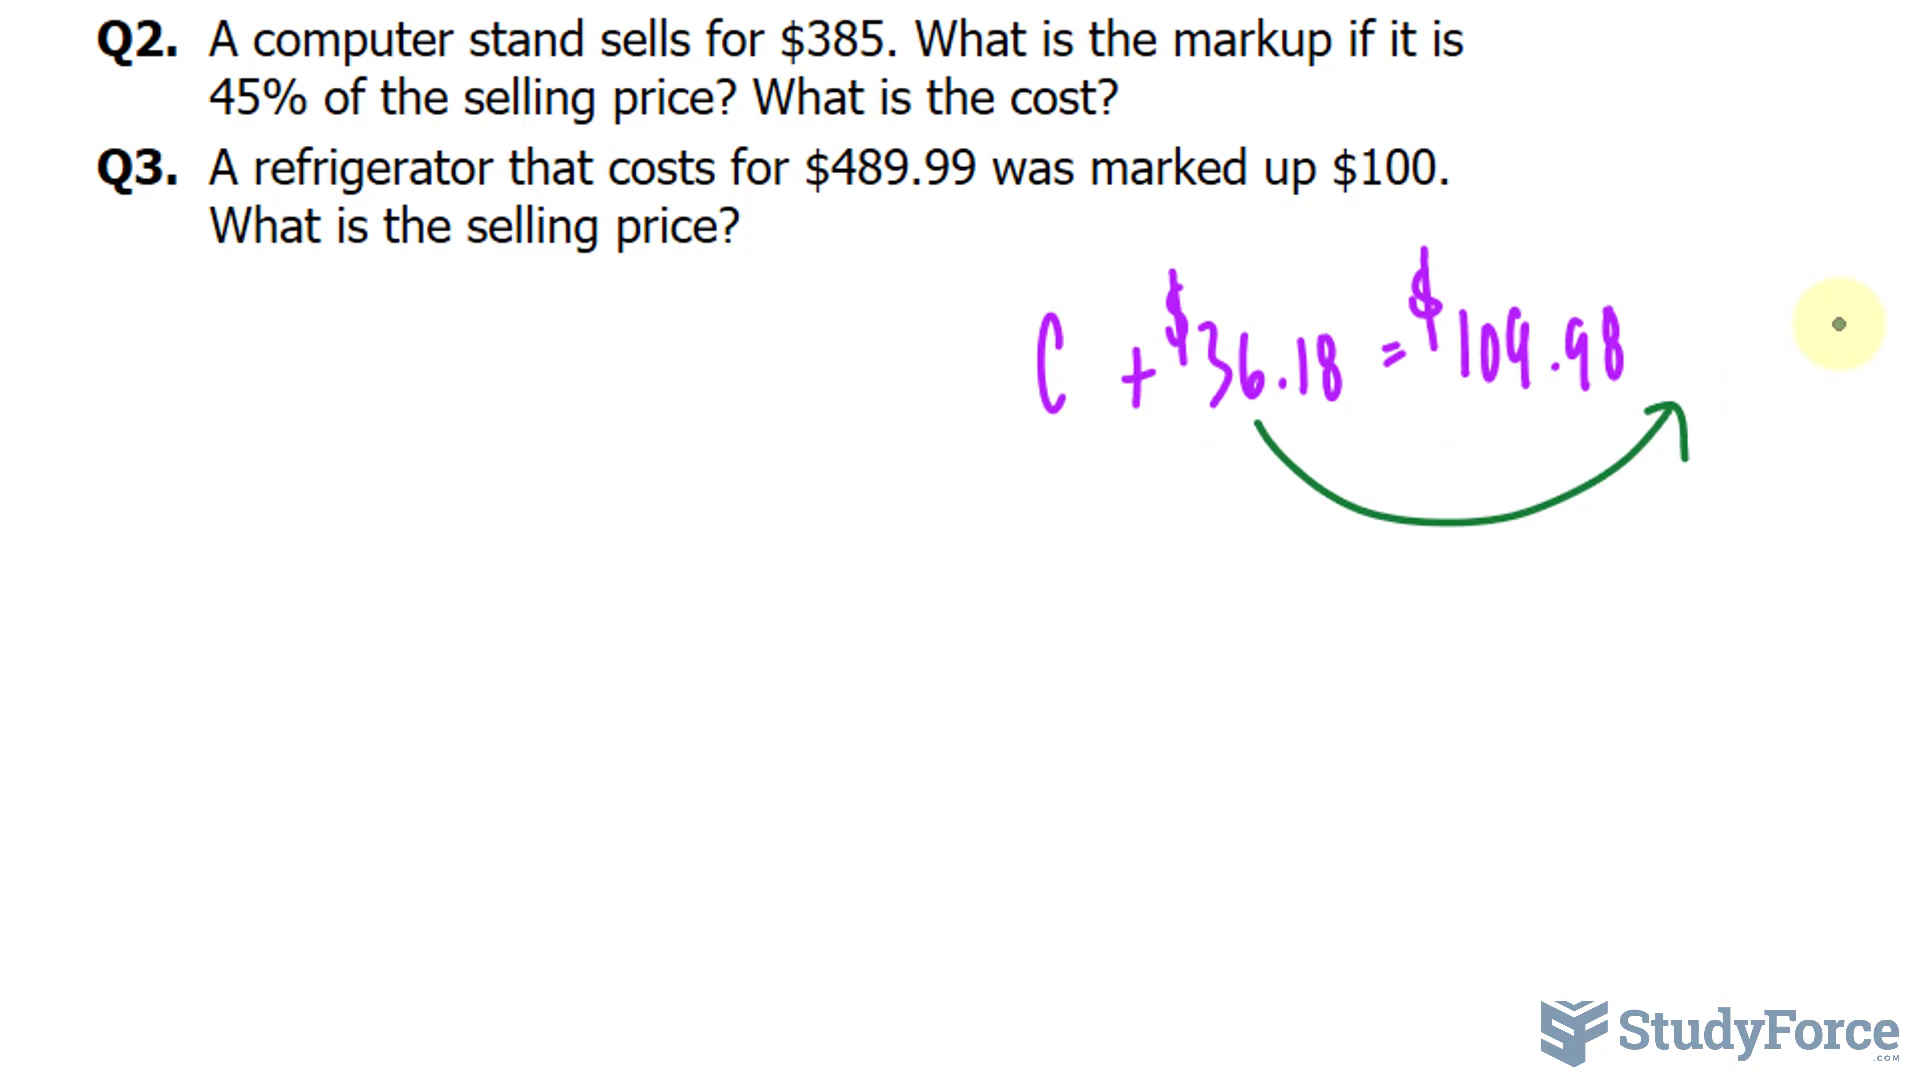 Q2. A computer stand sells for $385. What is the markup if it is
45% of the selling price? What is the cost?
Q3. A refrigerator that costs for $489.99 was marked up $100.
What is the selling price?
C + $36.18 = $109.98
StudyForce
.COM